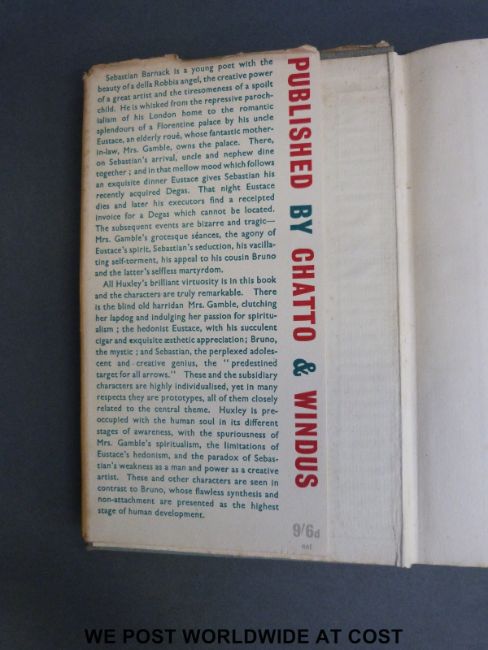 Sebastian Barnack is a young poet with the
beauty of a della Robbia angel, the creative power
of a great artist and the tiresomeness of a spoilt
child. He is whisked from the repressive paroch-
ialism of his London home to the romantic
splendours of a Florentine palace by his uncle
Eustace, an elderly roué, whose fantastic mother-
in-law, Mrs. Gamble, owns the palace. There,
on Sebastian's arrival, uncle and nephew dine
together ; and in that mellow mood which follows
an exquisite dinner Eustace gives Sebastian his
recently acquired Degas. That night Eustace
dies and later his executors find a receipted
invoice for a Degas which cannot be located.
The subsequent events are bizarre and tragic—
Mrs. Gamble's grotesque séances, the agony of
Eustace's spirit, Sebastian's seduction, his vacilla-
ting self-torment, his appeal to his cousin Bruno
and the latter's selfless martyrdom.
All Huxley's brilliant virtuosity is in this book
and the characters are truly remarkable. There
is the blind old harridan Mrs. Gamble, clutching
her lapdog and indulging her passion for spiritu-
alism ; the hedonist Eustace, with his succulent
cigar and exquisite æsthetic appreciation ; Bruno,
the mystic ; and Sebastian, the perplexed adoles-
cent and creative genius, the "predestined
target for all arrows." These and the subsidiary
characters are highly individualised, yet in many
respects they are prototypes, all of them closely
related to the central theme. Huxley is pre-
occupied with the human soul in its different
stages of awareness, with the spuriousness of
Mrs. Gamble's spiritualism, the limitations of
Eustace's hedonism, and the paradox of Sebas-
tian's weakness as a man and power as a creative
artist. These and other characters are seen in
contrast to Bruno, whose flawless synthesis and
non-attachment are presented as the highest
stage of human development.
PUBLISHED BY CHATTO & WINDUS
9/6d
net
WE POST WORLDWIDE AT COST